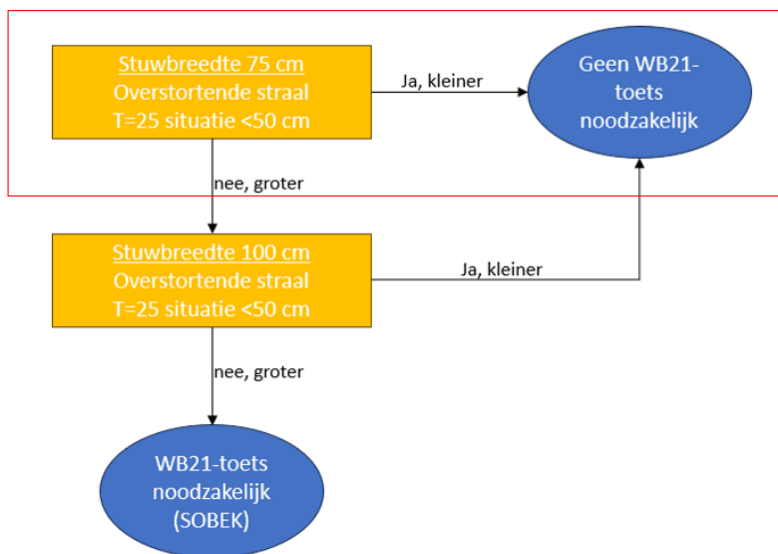 Stuwbreedte 75 cm
Overstortende straal
T=25 situatie <50 cm
Ja, kleiner
Geen WB21-
toets
noodzakelijk
nee, groter
Stuwbreedte 100 cm
Overstortende straal
T=25 situatie <50 cm
Ja, kleiner
nee, groter
WB21-toets
noodzakelijk
(SOBEK)